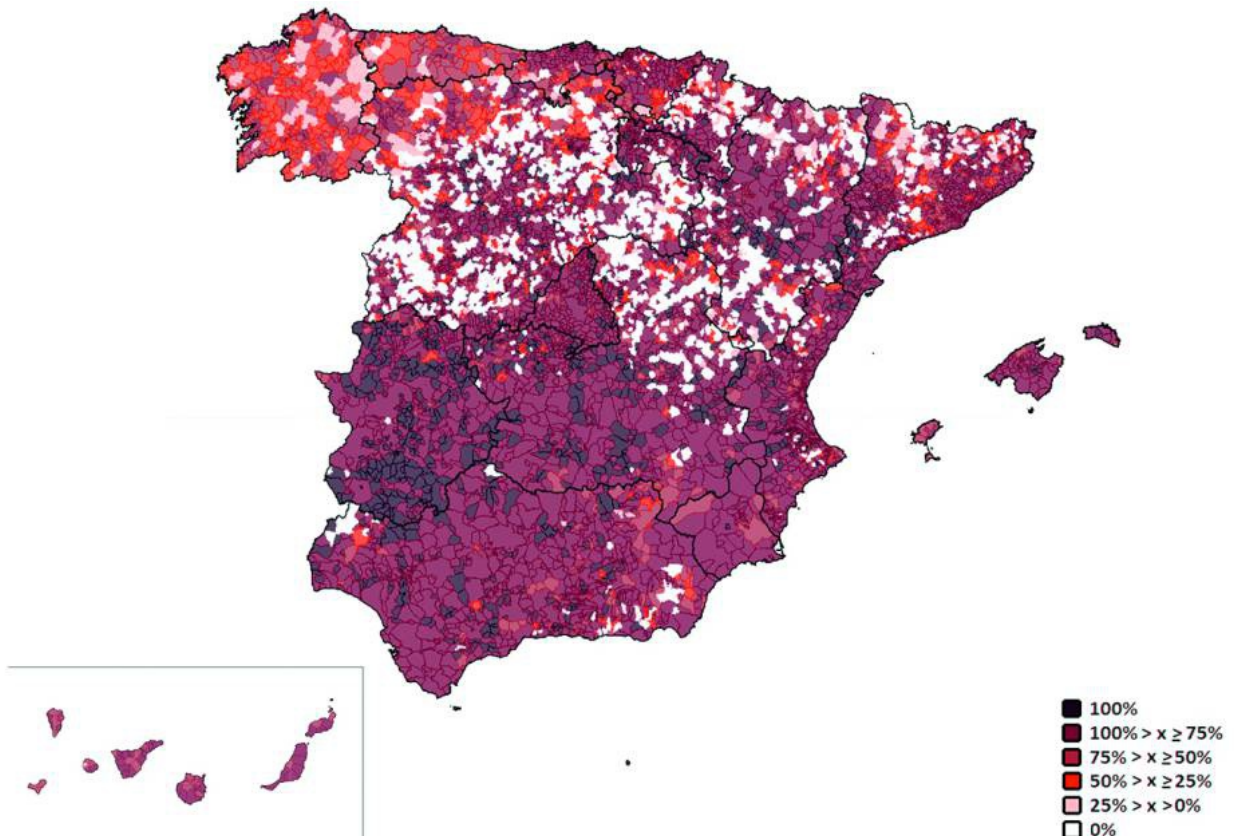 100%
100% > x ≥ 75%
75% > x ≥ 50%
50% > x ≥ 25%
25% > x > 0%
0%